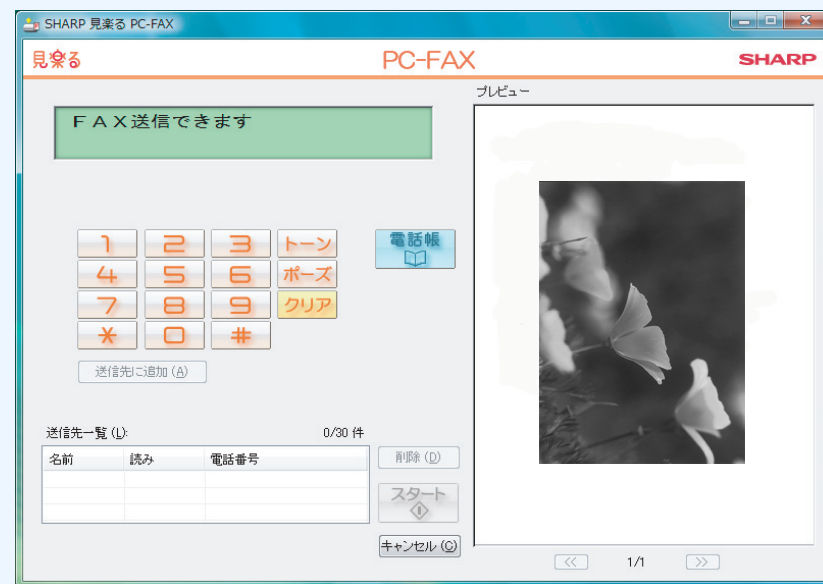 SHARP 見楽る PC-FAX
見楽る PC-FAX SHARP
プレビュー
ＦＡＸ送信できます
1 2 3 トーン
電話帳
4 5 6 ポーズ
7 8 9 クリア
* 0 #
送信先に追加(A)
送信先一覧(L): 0/30 件
名前 読み 電話番号
削除(D)
スタート
キャンセル(C)
<< 1/1 >>